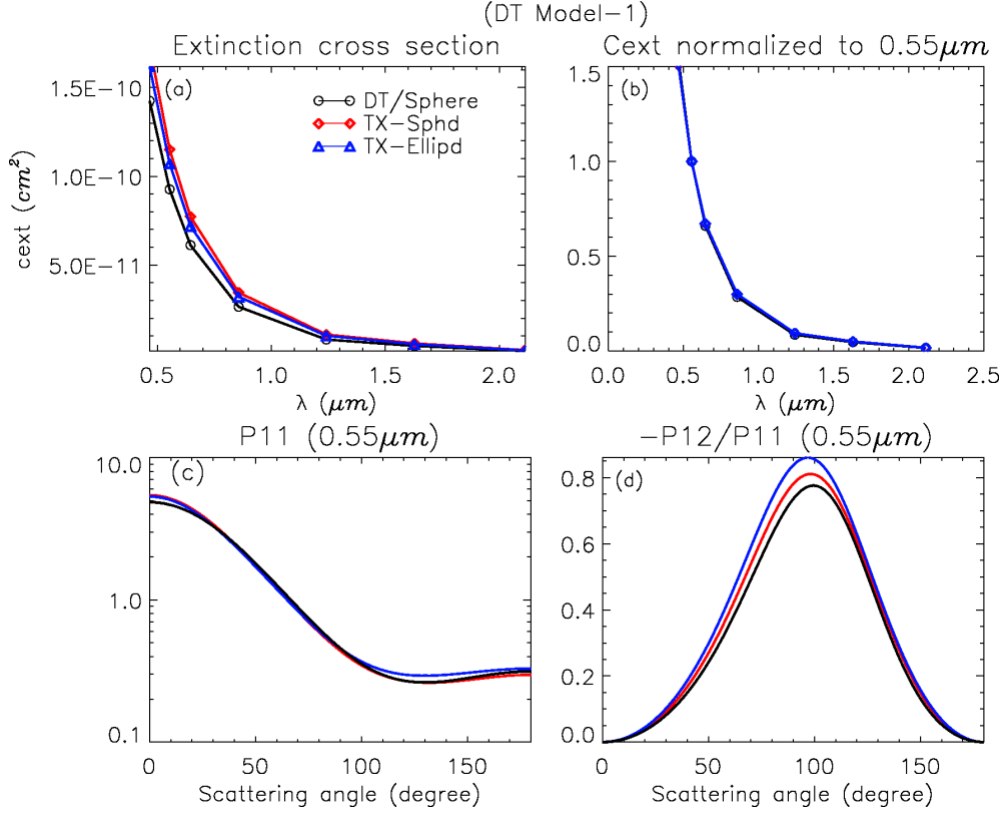 (DT Model-1)
Extinction cross section
Cext normalized to 0.55μm
(a)
DT/Sphere
TX-Sphd
TX-Ellipd
1.5E-10
1.0E-10
5.0E-11
cext (cm²)
0.5 1.0 1.5 2.0
λ (μm)
(b)
1.5
1.0
0.5
0.0
0.0 0.5 1.0 1.5 2.0 2.5
λ (μm)
P11 (0.55μm)
-P12/P11 (0.55μm)
(c)
10.0
1.0
0.1
0 50 100 150
Scattering angle (degree)
(d)
0.8
0.6
0.4
0.2
0.0
0 50 100 150
Scattering angle (degree)